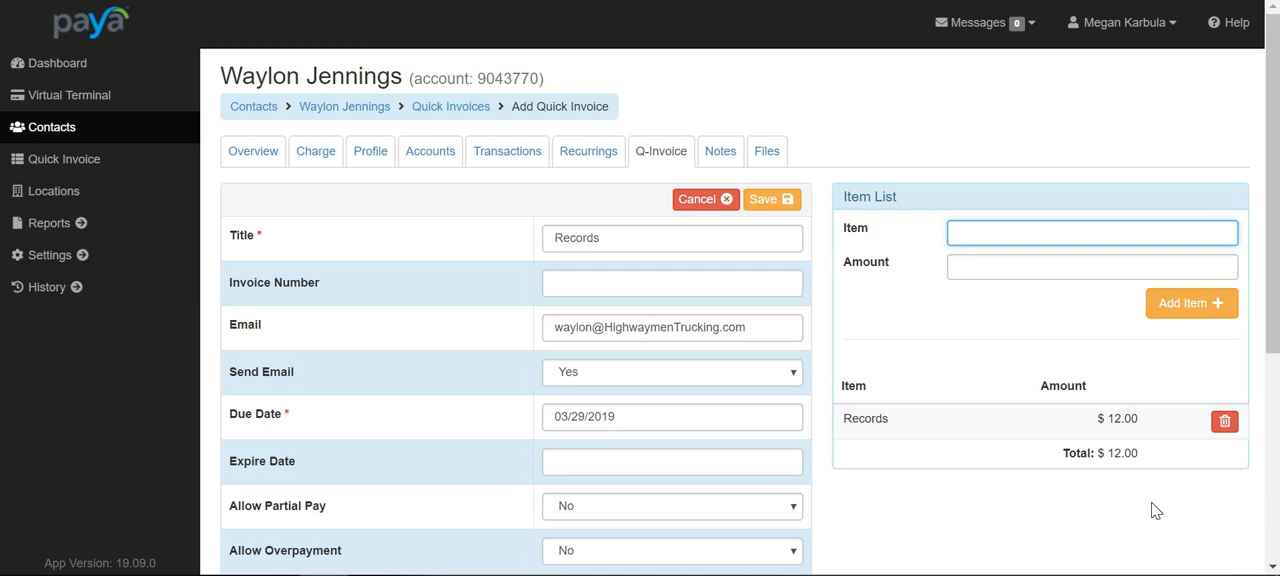 paya
Messages 0
Megan Karbula
Help
Dashboard
Virtual Terminal
Contacts
Quick Invoice
Locations
Reports
Settings
History
App Version: 19.09.0
Waylon Jennings (account: 9043770)
Contacts > Waylon Jennings > Quick Invoices > Add Quick Invoice
Overview
Charge
Profile
Accounts
Transactions
Recurrings
Q-Invoice
Notes
Files
Cancel
Save
Title * Records
Invoice Number
Email waylon@HighwaymenTrucking.com
Send Email Yes
Due Date * 03/29/2019
Expire Date
Allow Partial Pay No
Allow Overpayment No
Item List
Item
Amount
Add Item +
Item Amount
Records $ 12.00
Total: $ 12.00